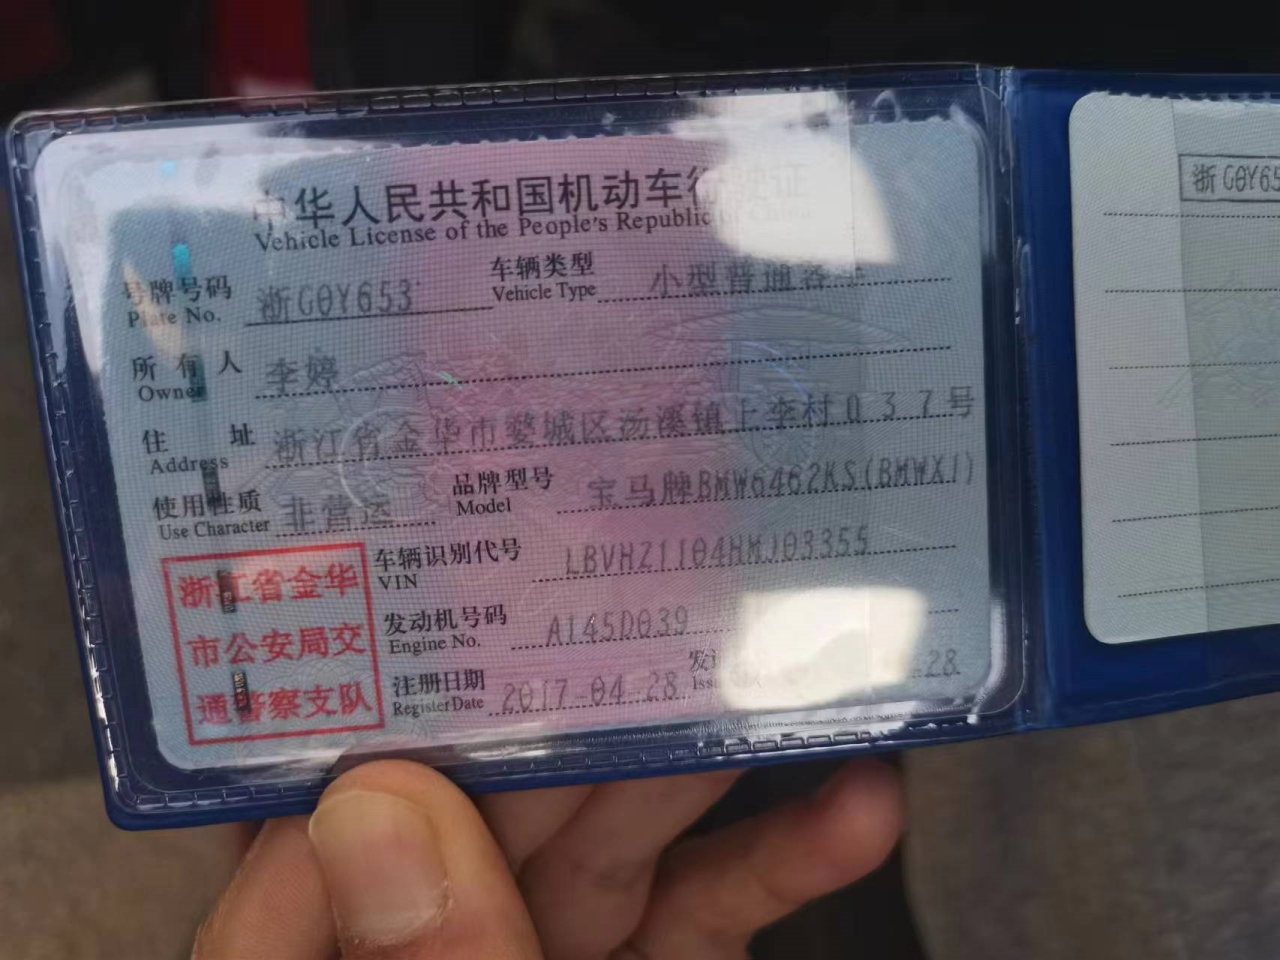 中华人民共和国机动车行驶证
Vehicle License of the People's Republic of China
号牌号码 浙G0Y653 车辆类型 小型普通客车
Plate No. Vehicle Type
所有人 李婷
Owner
住址 浙江省金华市婺城区汤溪镇上李村037号
Address
使用性质 非营运 品牌型号 宝马牌BMW6462KS(BMWX1)
Use Character Model
车辆识别代号 LBVHZ1104HMJ03355
VIN
发动机号码 A145D039
Engine No.
注册日期 2017-04-28 28
Register Date
浙江省金华
市公安局交
通警察支队
浙G0Y65